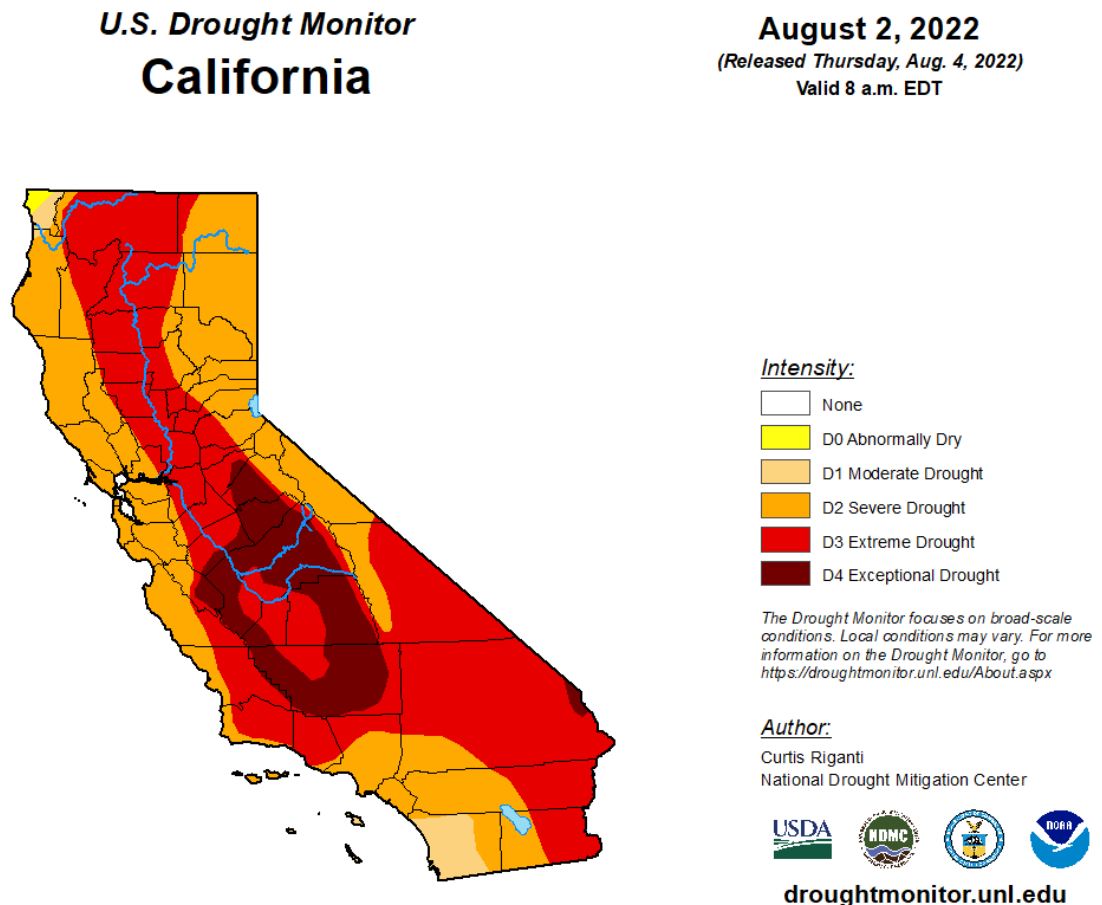 U.S. Drought Monitor
California
August 2, 2022
(Released Thursday, Aug. 4, 2022)
Valid 8 a.m. EDT
Intensity:
None
D0 Abnormally Dry
D1 Moderate Drought
D2 Severe Drought
D3 Extreme Drought
D4 Exceptional Drought
The Drought Monitor focuses on broad-scale
conditions. Local conditions may vary. For more
information on the Drought Monitor, go to
https://droughtmonitor.unl.edu/About.aspx
Author:
Curtis Riganti
National Drought Mitigation Center
USDA
NDMC
NOAA
droughtmonitor.unl.edu